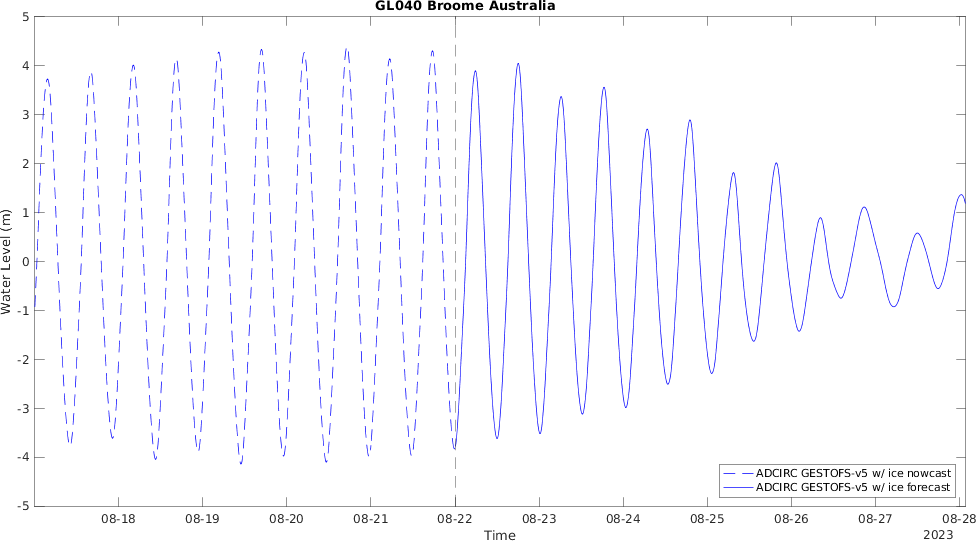 GL040 Broome Australia
5
4
3
2
1
0
-1
-2
-3
-4
-5
Water Level (m)
ADCIRC GESTOFS-v5 w/ ice nowcast
ADCIRC GESTOFS-v5 w/ ice forecast
08-18 08-19 08-20 08-21 08-22 08-23 08-24 08-25 08-26 08-27 08-28
Time
2023